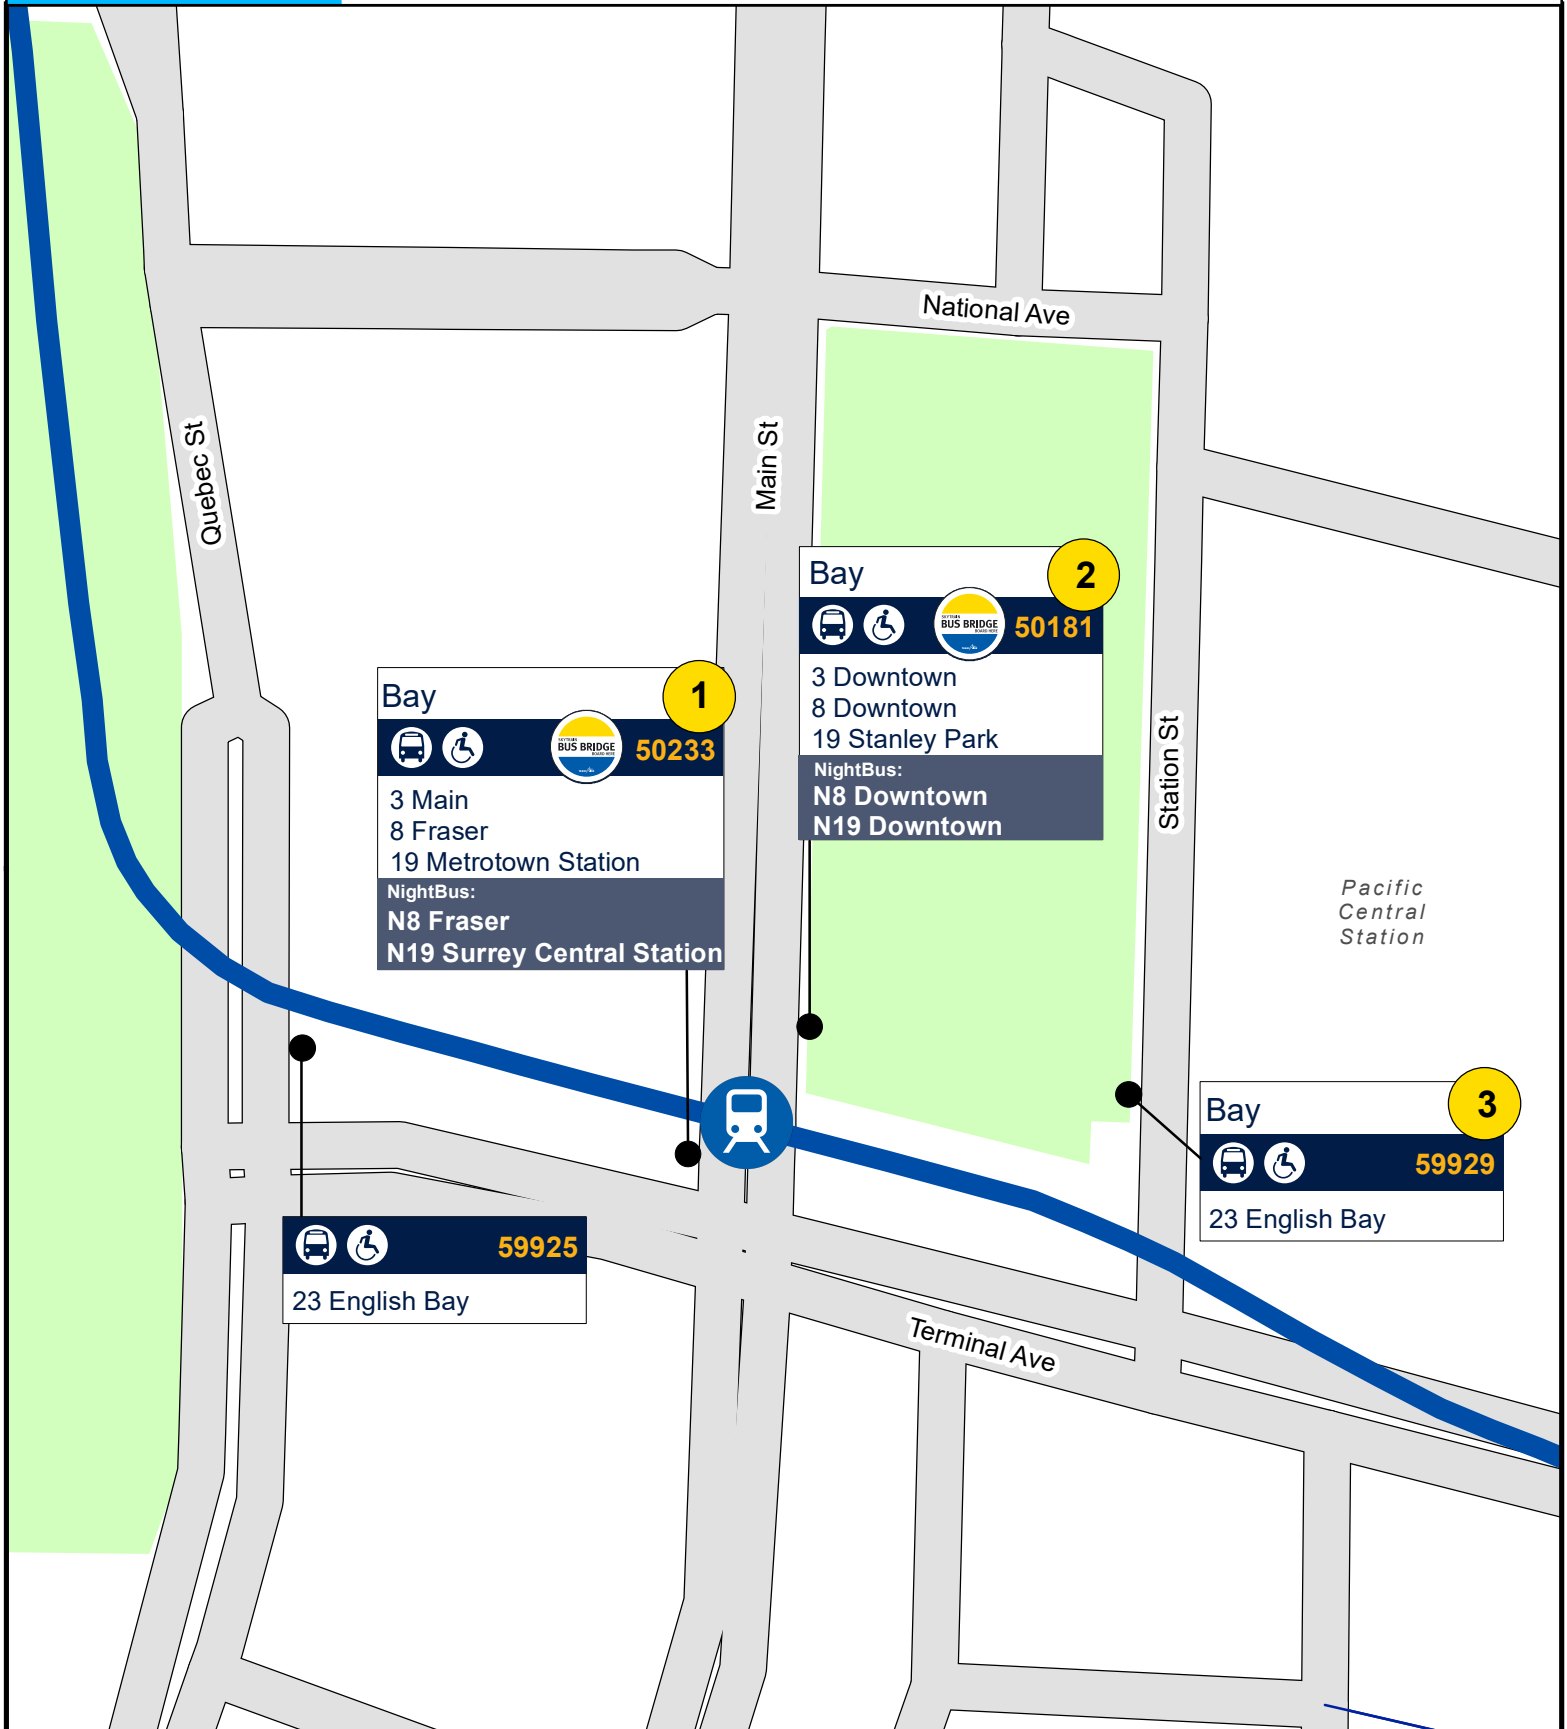 National Ave
Quebec St
Main St
Bay
2
BUS BRIDGE
50181
3 Downtown
8 Downtown
19 Stanley Park
NightBus:
N8 Downtown
N19 Downtown
Bay
1
BUS BRIDGE
50233
3 Main
8 Fraser
19 Metrotown Station
NightBus:
N8 Fraser
N19 Surrey Central Station
Station St
Pacific
Central
Station
Bay
3
59929
23 English Bay
59925
23 English Bay
Terminal Ave